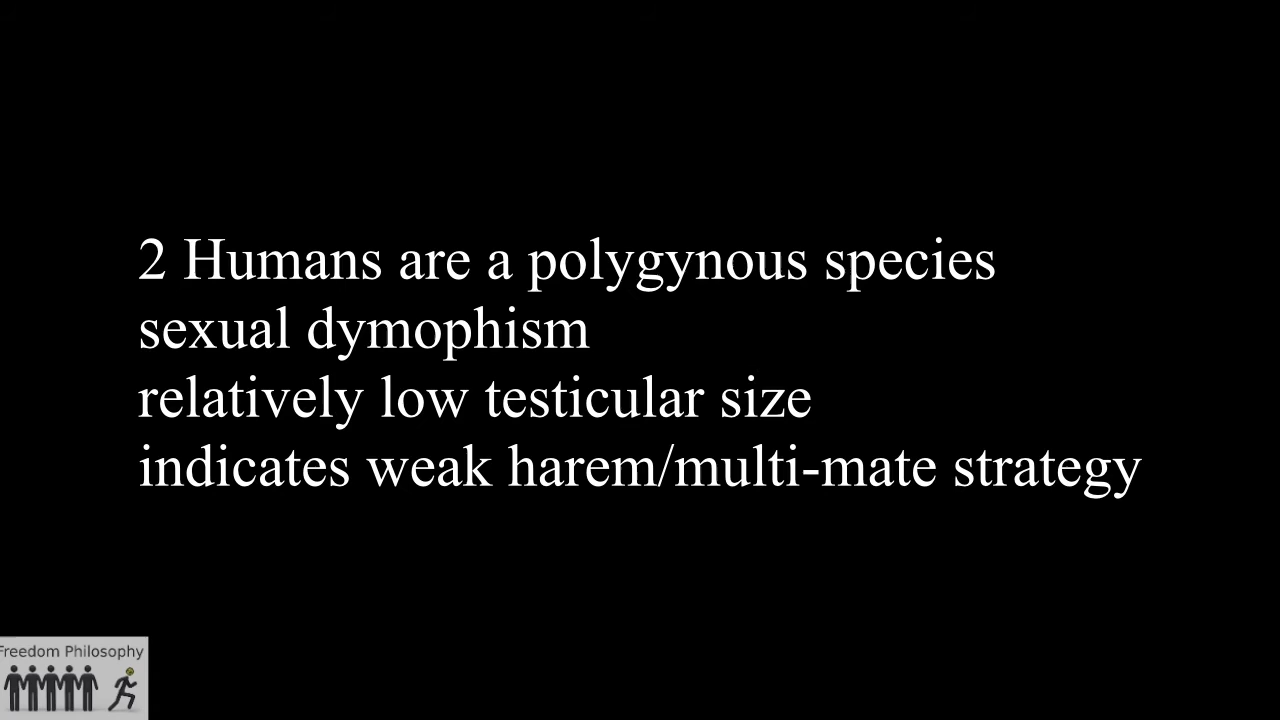 2 Humans are a polygynous species
sexual dymophism
relatively low testicular size
indicates weak harem/multi-mate strategy
Freedom Philosophy